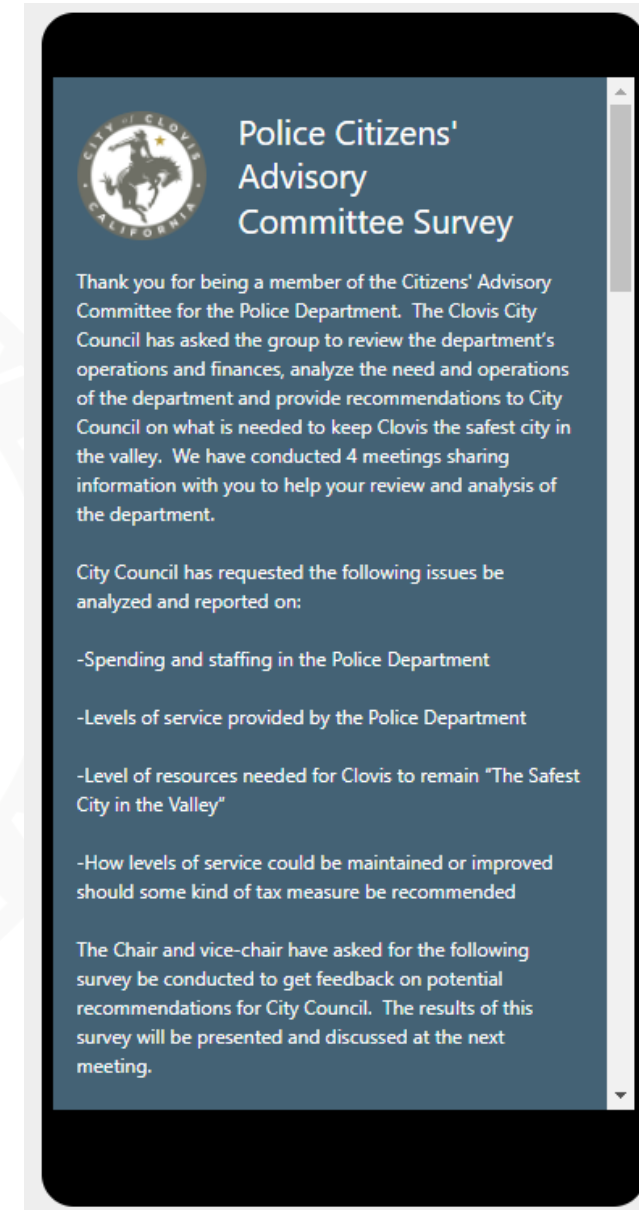 CITY OF CLOVIS
CALIFORNIA
Police Citizens'
Advisory
Committee Survey
Thank you for being a member of the Citizens' Advisory
Committee for the Police Department.  The Clovis City
Council has asked the group to review the department's
operations and finances, analyze the need and operations
of the department and provide recommendations to City
Council on what is needed to keep Clovis the safest city in
the valley.  We have conducted 4 meetings sharing
information with you to help your review and analysis of
the department.
City Council has requested the following issues be
analyzed and reported on:
-Spending and staffing in the Police Department
-Levels of service provided by the Police Department
-Level of resources needed for Clovis to remain "The Safest
City in the Valley"
-How levels of service could be maintained or improved
should some kind of tax measure be recommended
The Chair and vice-chair have asked for the following
survey be conducted to get feedback on potential
recommendations for City Council.  The results of this
survey will be presented and discussed at the next
meeting.